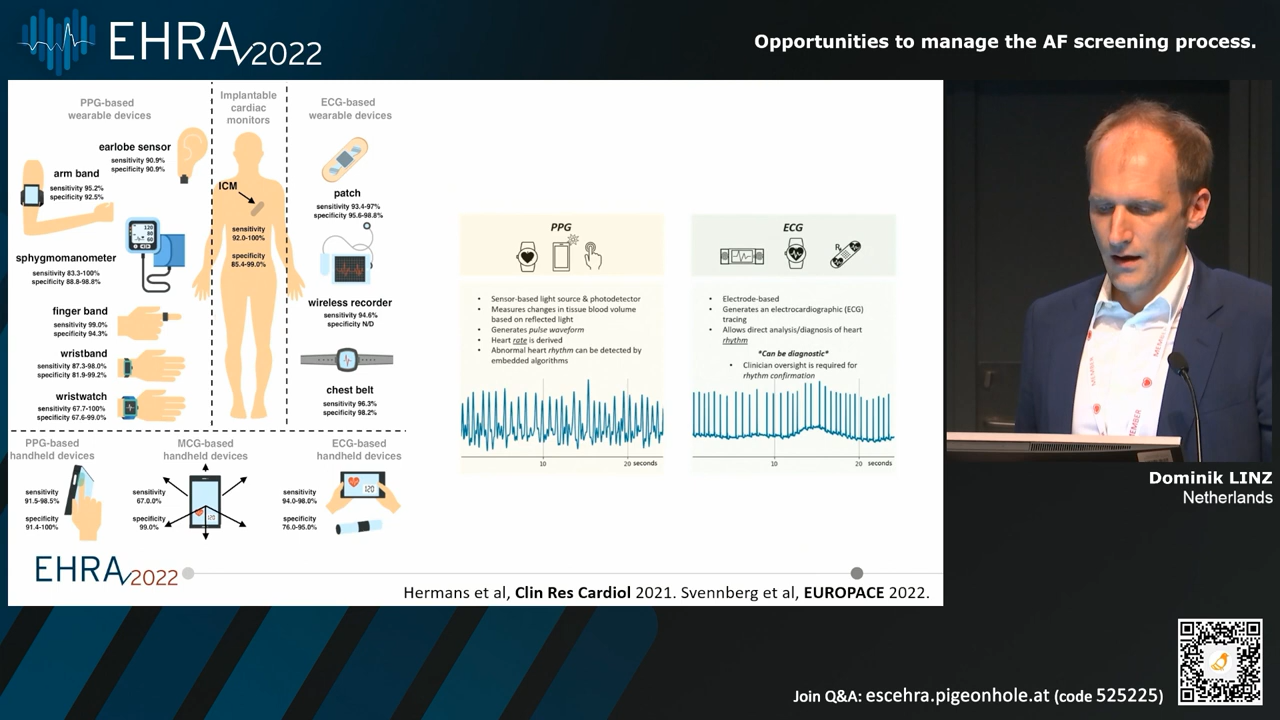 EHRA 2022
Opportunities to manage the AF screening process.
PPG-based
wearable devices
Implantable
cardiac
monitors
ECG-based
wearable devices
earlobe sensor
sensitivity 90.9%
specificity 90.9%
arm band
sensitivity 95.2%
specificity 92.5%
120
80
60
sphygmomanometer
sensitivity 83.3-100%
specificity 88.8-98.8%
finger band
sensitivity 99.0%
specificity 94.3%
wristband
sensitivity 87.3-98.0%
specificity 81.9-99.2%
wristwatch
sensitivity 67.7-100%
specificity 67.6-99.0%
ICM
sensitivity
92.0-100%
specificity
85.4-99.0%
patch
sensitivity 93.4-97%
specificity 95.6-98.8%
wireless recorder
sensitivity 94.6%
specificity N/D
chest belt
sensitivity 96.3%
specificity 98.2%
PPG-based
handheld devices
sensitivity
91.5-98.5%
specificity
91.4-100%
MCG-based
handheld devices
sensitivity
67.0.0%
specificity
99.0%
120
ECG-based
handheld devices
sensitivity
94.0-98.0%
specificity
76.0-95.0%
120
PPG
• Sensor-based light source & photodetector
• Measures changes in tissue blood volume
based on reflected light
• Generates pulse waveform
• Heart rate is derived
• Abnormal heart rhythm can be detected by
embedded algorithms
10 20 seconds
ECG
R
• Electrode-based
• Generates an electrocardiographic (ECG)
tracing
• Allows direct analysis/diagnosis of heart
rhythm
*Can be diagnostic*
• Clinician oversight is required for
rhythm confirmation
10 20 seconds
EHRA 2022
Hermans et al, Clin Res Cardiol 2021. Svennberg et al, EUROPACE 2022.
MEMBER
Dominik LINZ
Netherlands
Join Q&A: escehra.pigeonhole.at (code 525225)